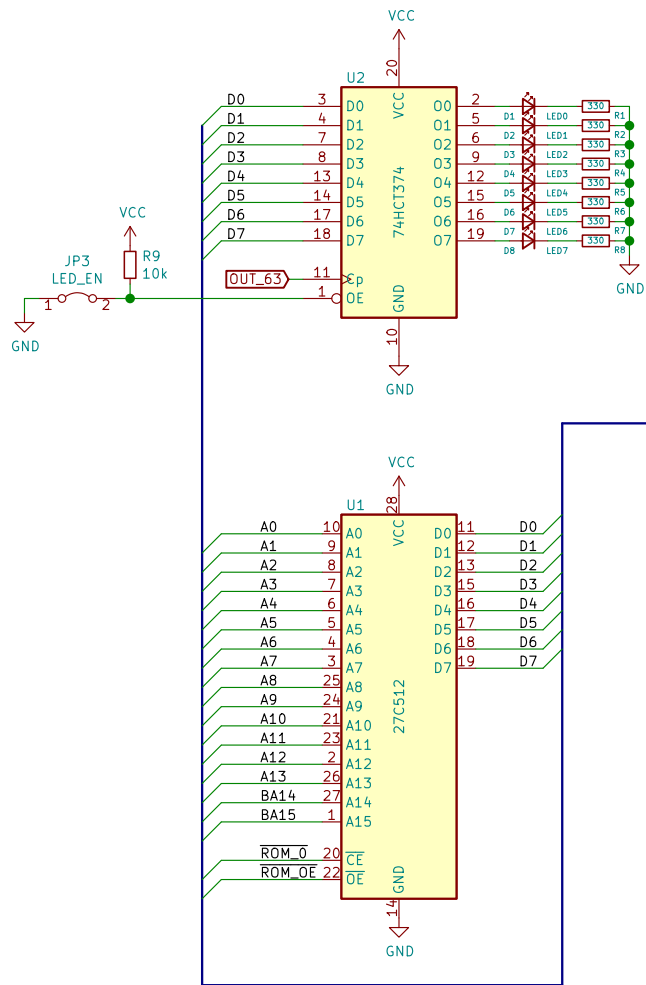 VCC
20
U2
D0 3 D0 VCC O0 2 D1 LED0 330 R1
D1 4 D1 O1 5 D2 LED1 330 R2
D2 7 D2 O2 6 D3 LED2 330 R3
D3 8 D3 O3 9 D4 LED3 330 R4
D4 13 D4 O4 12 D5 LED4 330 R5
D5 14 D5 O5 15 D6 LED5 330 R6
D6 17 D6 O6 16 D7 LED6 330 R7
D7 18 D7 O7 19 D8 LED7 330 R8
74HCT374
VCC
R9
10k
JP3
LED_EN
1 2
GND
OUT_63 11 Cp
1 OE
GND
10
GND
GND
VCC
28
U1
A0 10 A0 VCC D0 11 D0
A1 9 A1 D1 12 D1
A2 8 A2 D2 13 D2
A3 7 A3 D3 15 D3
A4 6 A4 D4 16 D4
A5 5 A5 D5 17 D5
A6 4 A6 D6 18 D6
A7 3 A7 D7 19 D7
A8 25 A8
A9 24 A9
A10 21 A10
A11 23 A11
A12 2 A12
A13 26 A13
BA14 27 A14
BA15 1 A15
27C512
ROM_0 20 CE
ROM_OE 22 OE
GND
14
GND